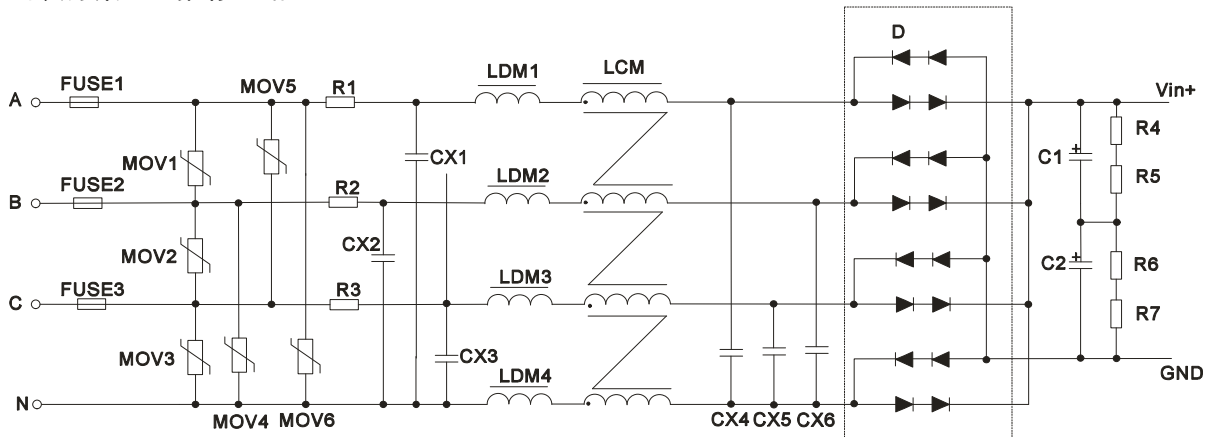 D
FUSE1
MOV5
R1
LDM1
LCM
A
Vin+
R4
MOV1
CX1
C1
+
R5
FUSE2
R2
LDM2
B
CX2
MOV2
C2
+
R6
FUSE3
R3
LDM3
C
R7
MOV3
CX3
LDM4
GND
N
MOV4
MOV6
CX4
CX5
CX6